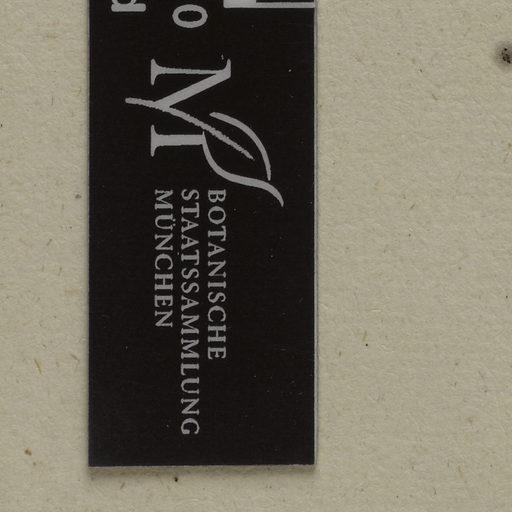 M
BOTANISCHE
STAATSSAMMLUNG
MÜNCHEN